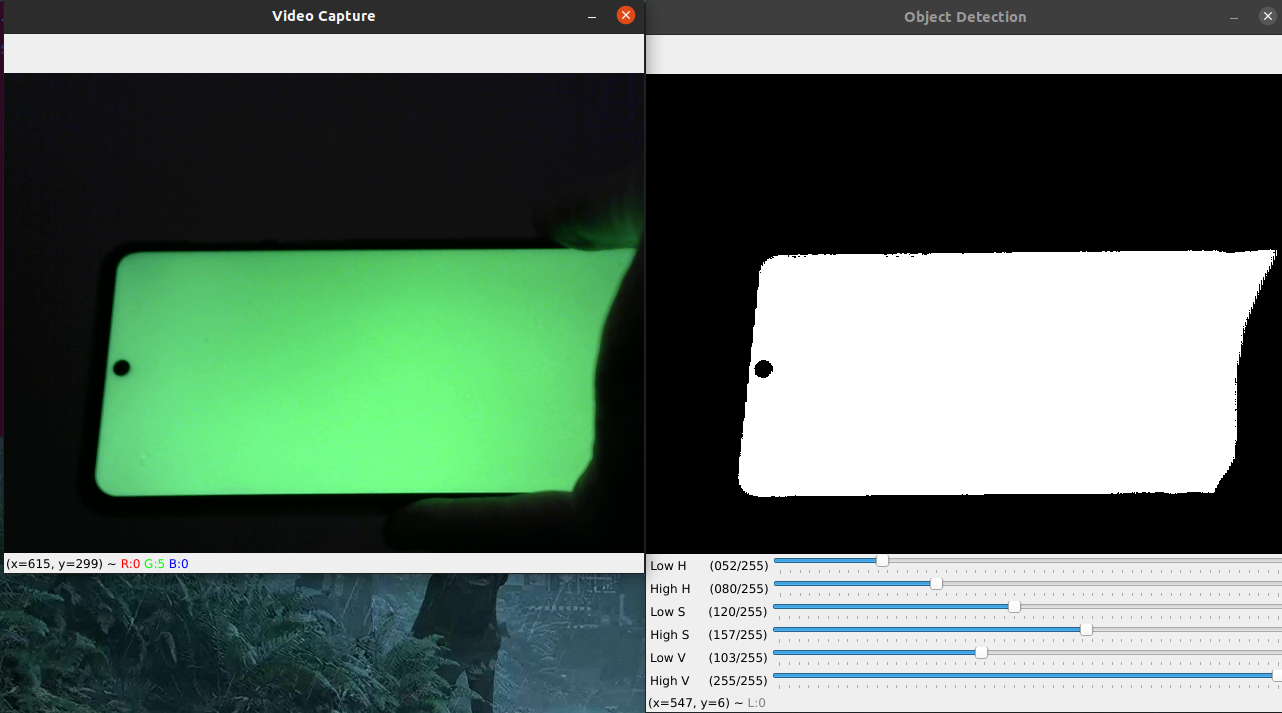 Video Capture
Object Detection
(x=615, y=299) ~ R:0 G:5 B:0
Low H (052/255)
High H (080/255)
Low S (120/255)
High S (157/255)
Low V (103/255)
High V (255/255)
(x=547, y=6) ~ L:0